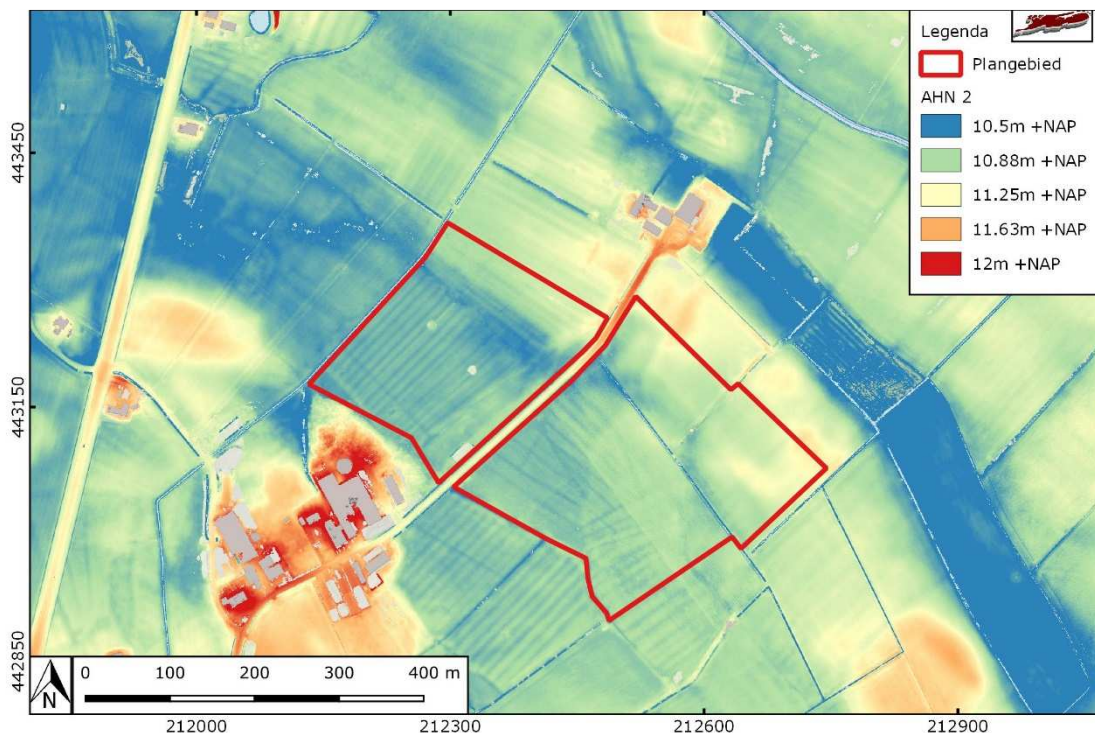 Legenda
Plangebied
AHN 2
10.5m +NAP
10.88m +NAP
11.25m +NAP
11.63m +NAP
12m +NAP
443450
443150
442850
0 100 200 300 400 m
N
212000 212300 212600 212900